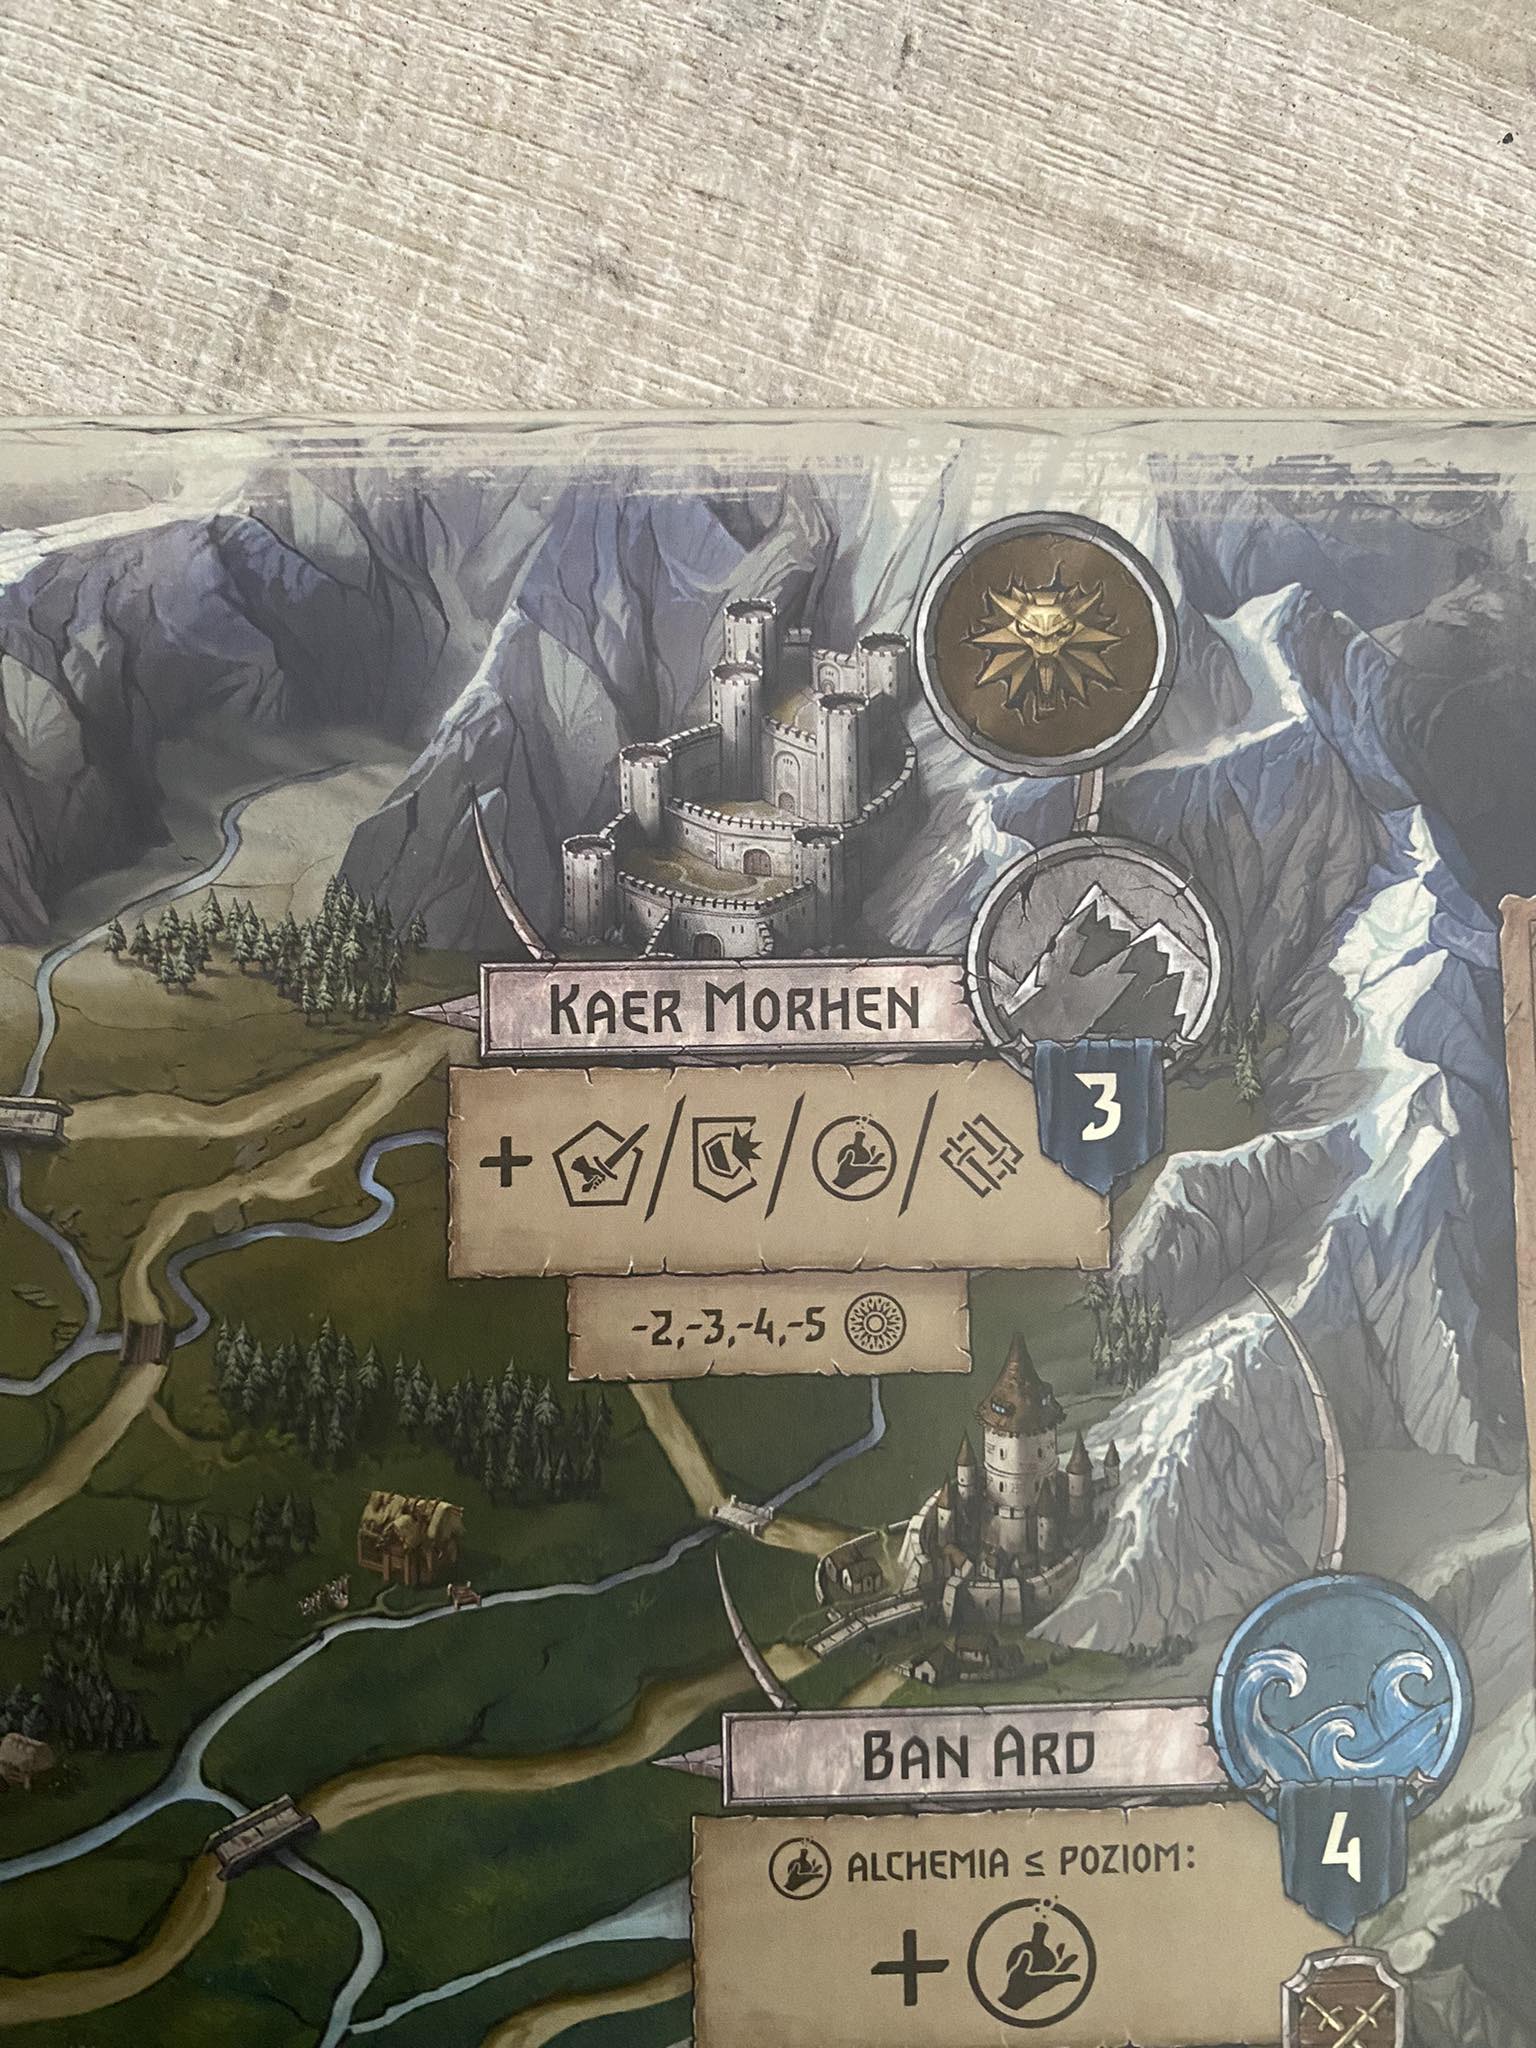 KAER MORHEN
3
+ / / /
-2,-3,-4,-5
BAN ARD
4
ALCHEMIA ≤ POZIOM:
+